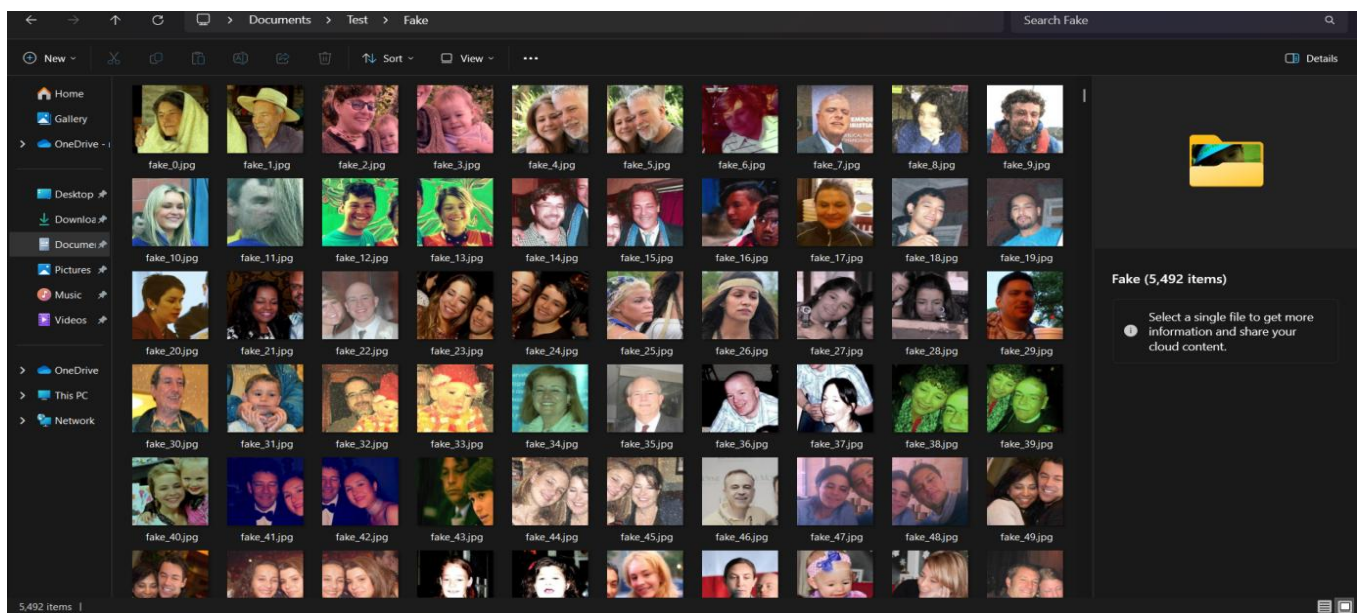 Documents > Test > Fake
Search Fake
New
Sort
View
Details
Home
Gallery
OneDrive -
Desktop
Downloa
Documen
Pictures
Music
Videos
OneDrive
This PC
Network
fake_0.jpg fake_1.jpg fake_2.jpg fake_3.jpg fake_4.jpg fake_5.jpg fake_6.jpg fake_7.jpg fake_8.jpg fake_9.jpg
fake_10.jpg fake_11.jpg fake_12.jpg fake_13.jpg fake_14.jpg fake_15.jpg fake_16.jpg fake_17.jpg fake_18.jpg fake_19.jpg
fake_20.jpg fake_21.jpg fake_22.jpg fake_23.jpg fake_24.jpg fake_25.jpg fake_26.jpg fake_27.jpg fake_28.jpg fake_29.jpg
fake_30.jpg fake_31.jpg fake_32.jpg fake_33.jpg fake_34.jpg fake_35.jpg fake_36.jpg fake_37.jpg fake_38.jpg fake_39.jpg
fake_40.jpg fake_41.jpg fake_42.jpg fake_43.jpg fake_44.jpg fake_45.jpg fake_46.jpg fake_47.jpg fake_48.jpg fake_49.jpg
Fake (5,492 items)
Select a single file to get more
information and share your
cloud content.
5,492 items